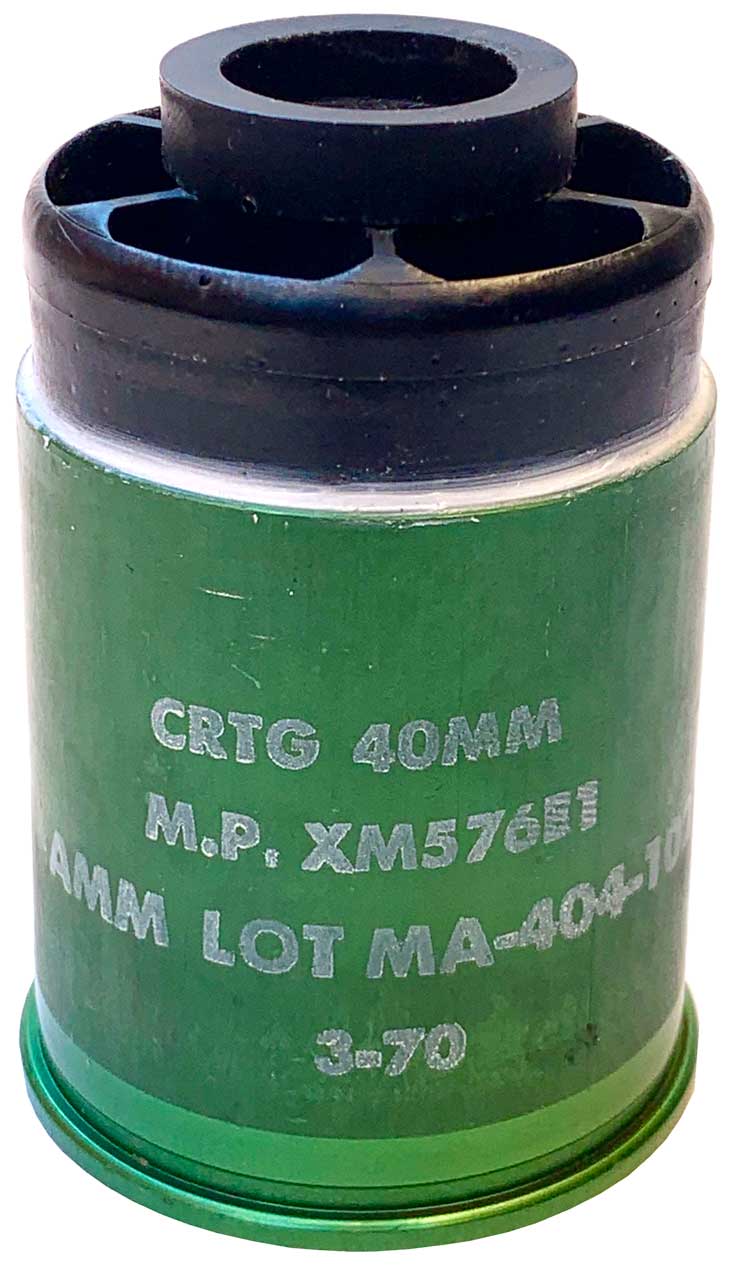 CRTG 40MM
M.P. XM576E1
AMM LOT MA-404-10
3-70